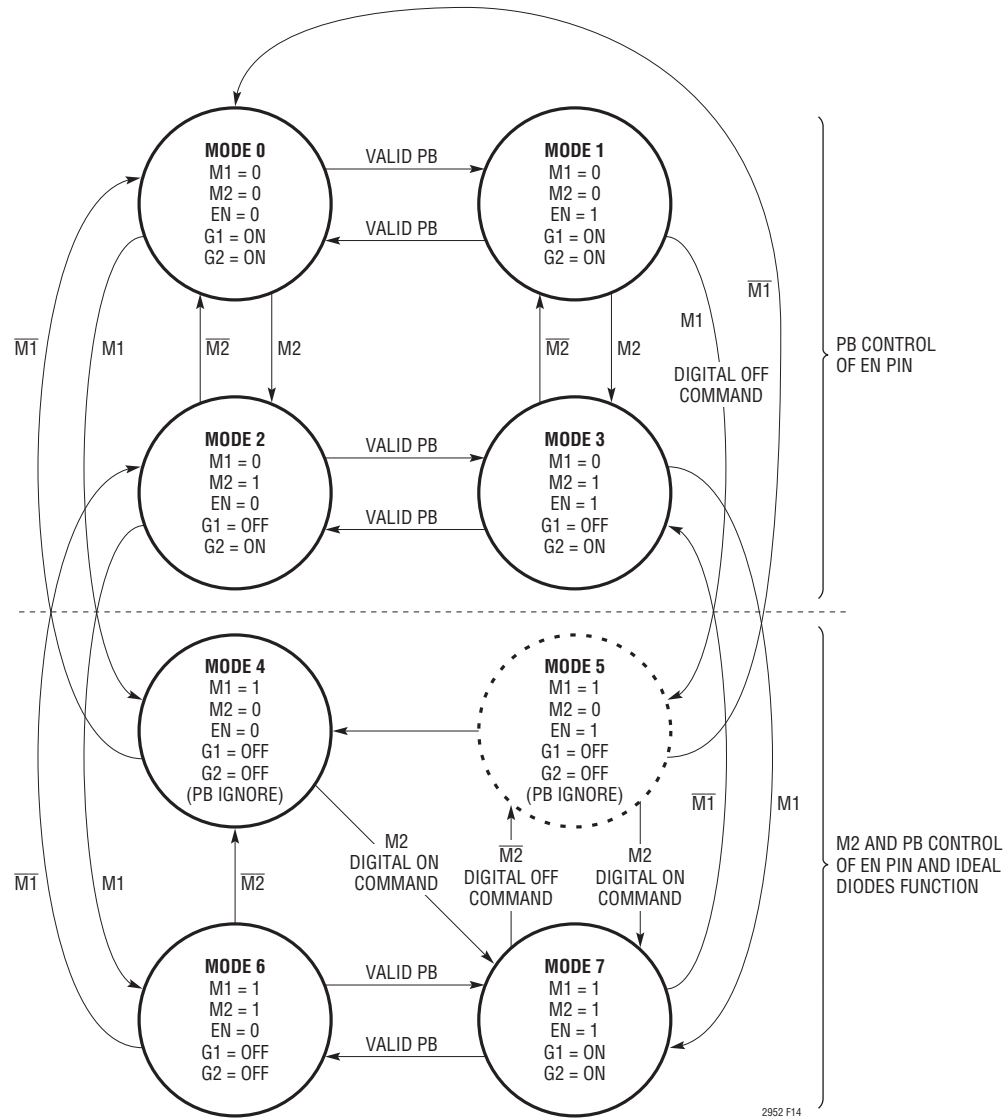 MODE 0
M1 = 0
M2 = 0
EN = 0
G1 = ON
G2 = ON
VALID PB
VALID PB
MODE 1
M1 = 0
M2 = 0
EN = 1
G1 = ON
G2 = ON
M̅1̅
M1
M̅2̅
M2
M̅2̅
M2
M1
DIGITAL OFF
COMMAND
M̅1̅
PB CONTROL
OF EN PIN
MODE 2
M1 = 0
M2 = 1
EN = 0
G1 = OFF
G2 = ON
VALID PB
VALID PB
MODE 3
M1 = 0
M2 = 1
EN = 1
G1 = OFF
G2 = ON
MODE 4
M1 = 1
M2 = 0
EN = 0
G1 = OFF
G2 = OFF
(PB IGNORE)
MODE 5
M1 = 1
M2 = 0
EN = 1
G1 = OFF
G2 = OFF
(PB IGNORE)
M̅1̅
M1
M̅2̅
M2
DIGITAL ON
COMMAND
M̅2̅
DIGITAL OFF
COMMAND
M2
DIGITAL ON
COMMAND
M̅1̅
M1
M2 AND PB CONTROL
OF EN PIN AND IDEAL
DIODES FUNCTION
MODE 6
M1 = 1
M2 = 1
EN = 0
G1 = OFF
G2 = OFF
VALID PB
VALID PB
MODE 7
M1 = 1
M2 = 1
EN = 1
G1 = ON
G2 = ON
2952 F14